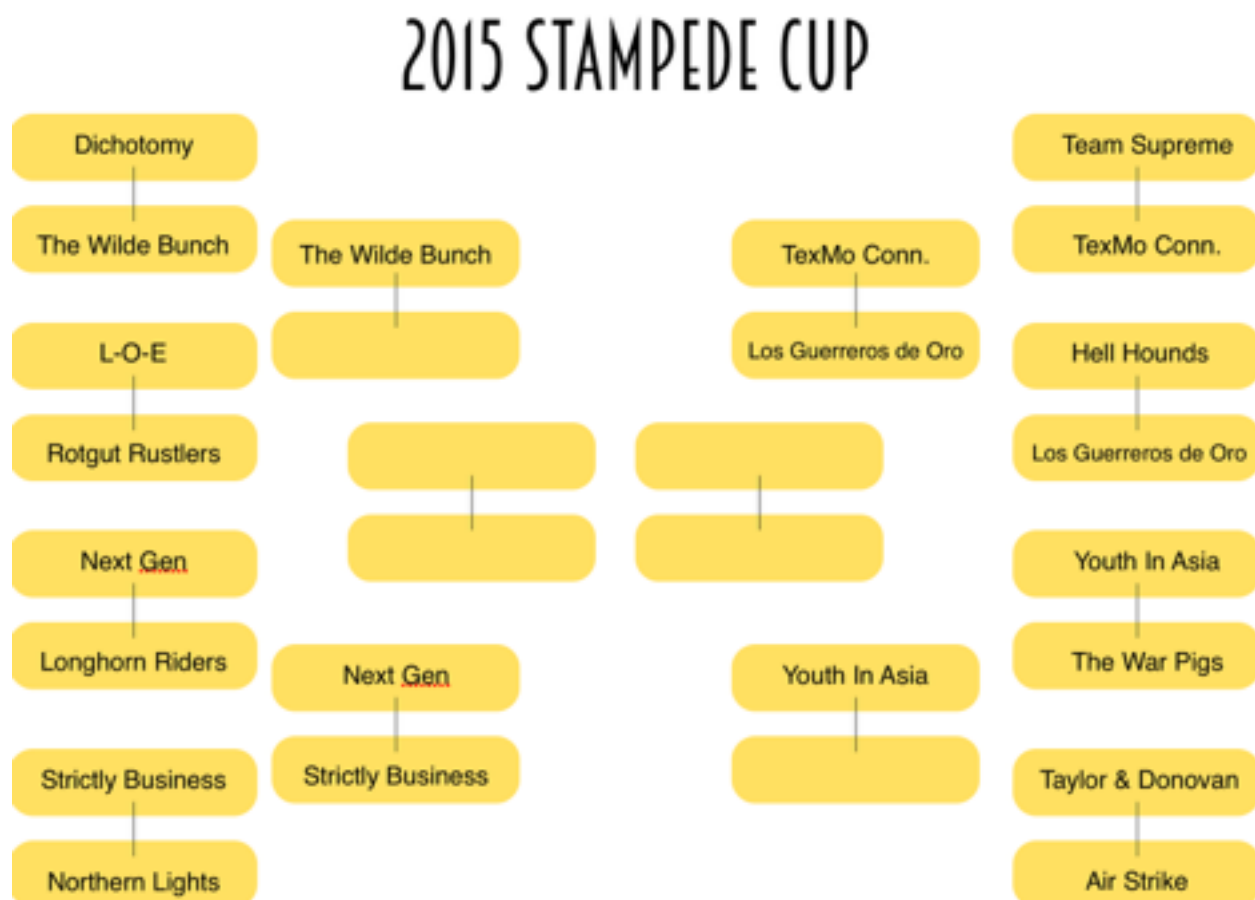 2015 STAMPEDE CUP
Dichotomy
The Wilde Bunch
L-O-E
Rotgut Rustlers
Next Gen
Longhorn Riders
Strictly Business
Northern Lights
The Wilde Bunch
Next Gen
Strictly Business
TexMo Conn.
Los Guerreros de Oro
Youth In Asia
Team Supreme
TexMo Conn.
Hell Hounds
Los Guerreros de Oro
Youth In Asia
The War Pigs
Taylor & Donovan
Air Strike